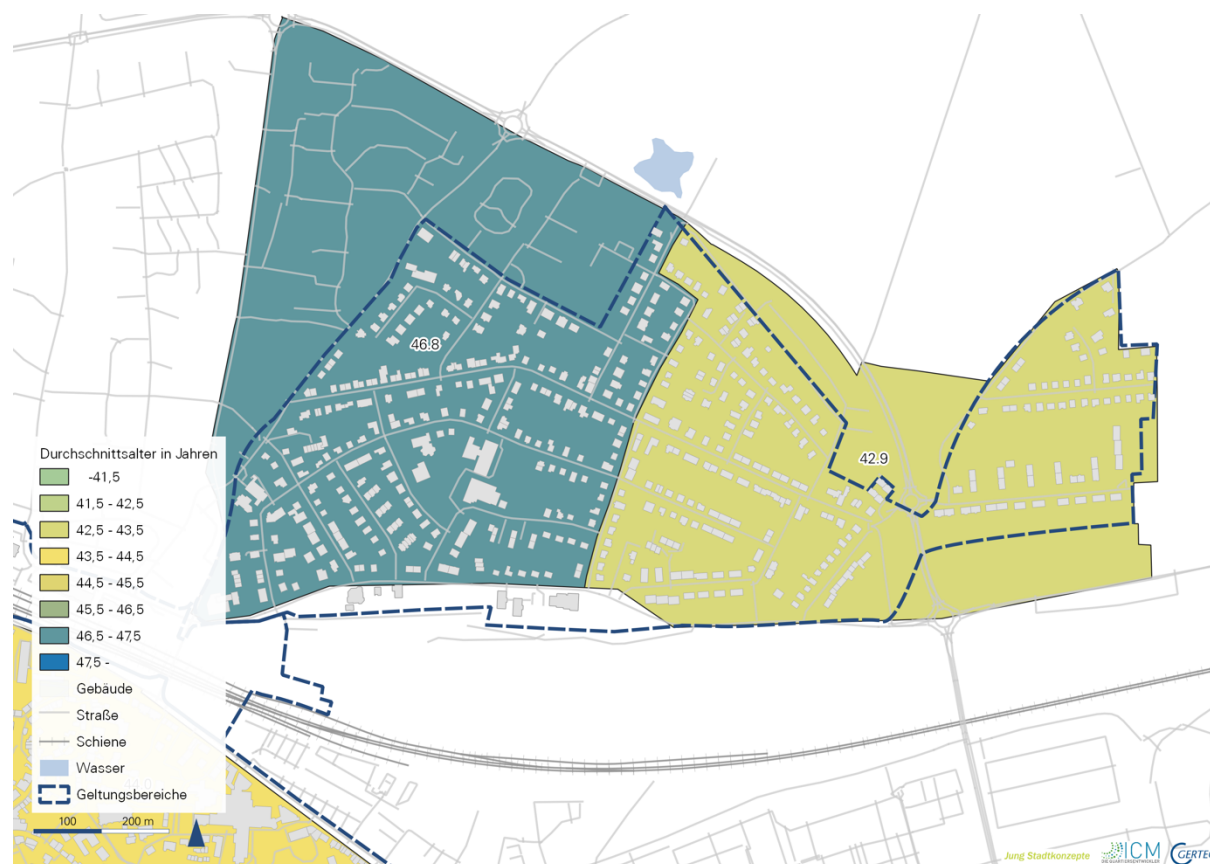 46.8
42.9
Durchschnittsalter in Jahren
-41,5
41,5 - 42,5
42,5 - 43,5
43,5 - 44,5
44,5 - 45,5
45,5 - 46,5
46,5 - 47,5
47,5 -
Gebäude
Straße
Schiene
Wasser
Geltungsbereiche
100 200 m
Jung Stadtkonzepte ICM GERTEC